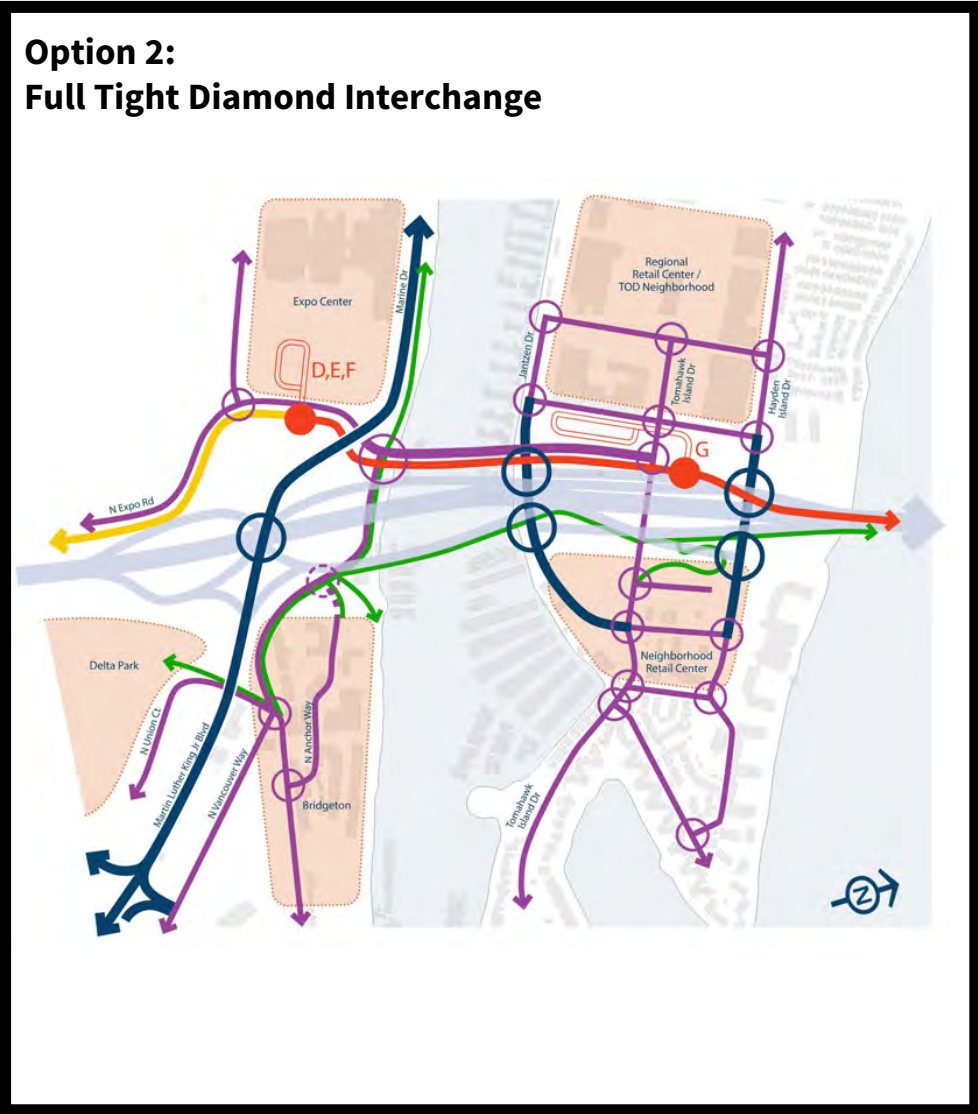 Option 2:
Full Tight Diamond Interchange
Expo Center
Marine Dr
D,E,F
N Expo Rd
Regional
Retail Center /
TOD Neighborhood
Jantzen Dr
Tomahawk
Island Dr
Hayden
Island Dr
G
Delta Park
N Union Ct
Martin Luther King Jr Blvd
N Vancouver Way
N Anchor Way
Bridgeton
Neighborhood
Retail Center
Tomahawk
Island Dr
N